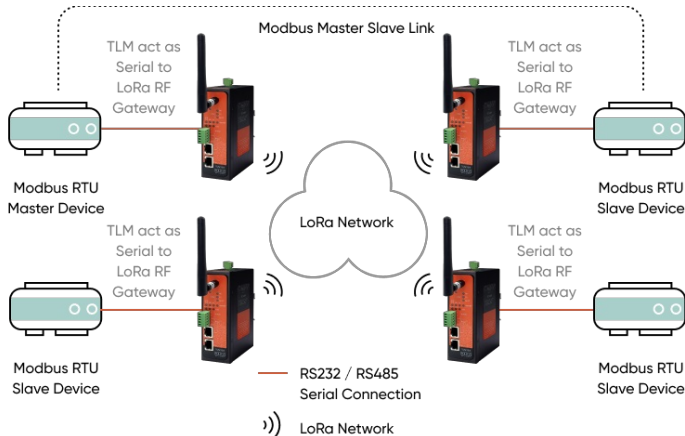 Modbus Master Slave Link
TLM act as
Serial to
LoRa RF
Gateway
TLM act as
Serial to
LoRa RF
Gateway
Modbus RTU
Master Device
Modbus RTU
Slave Device
LoRa Network
TLM act as
Serial to
LoRa RF
Gateway
TLM act as
Serial to
LoRa RF
Gateway
Modbus RTU
Slave Device
Modbus RTU
Slave Device
RS232 / RS485
Serial Connection
LoRa Network